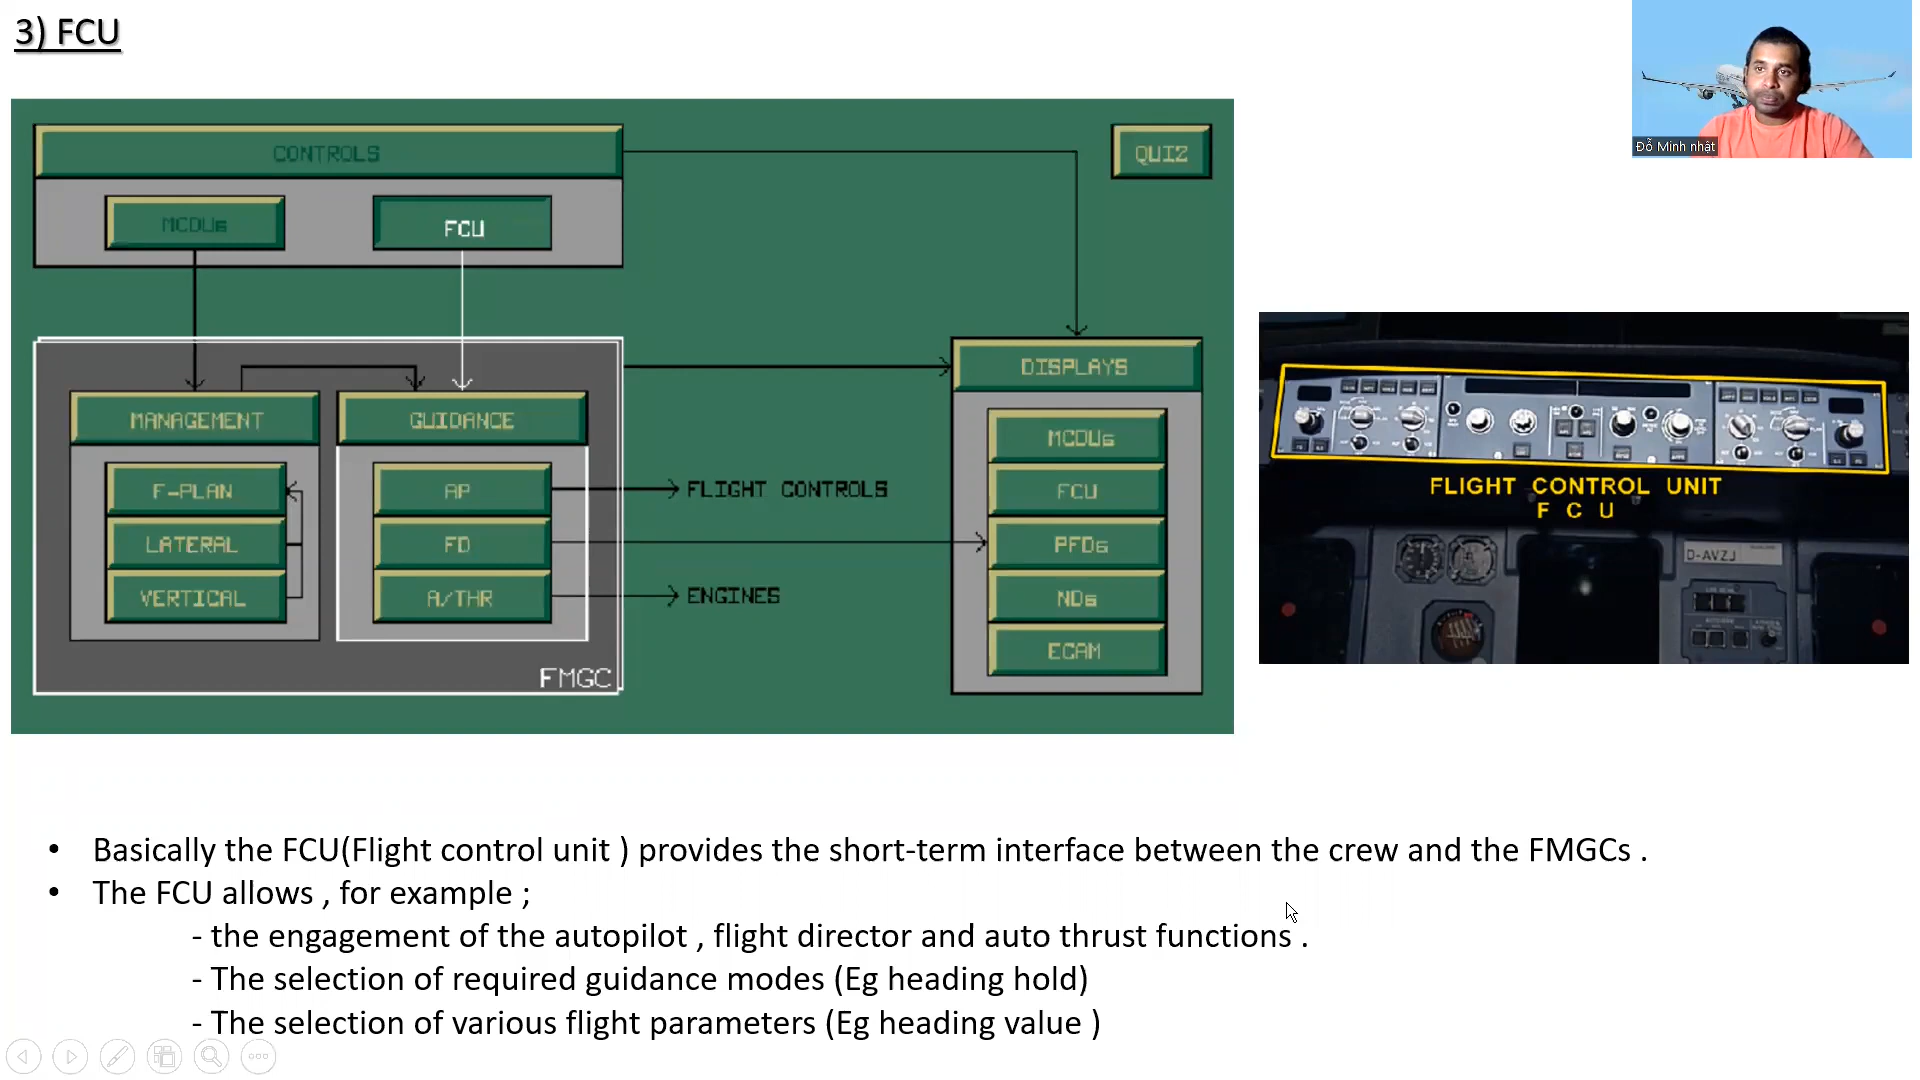 3) FCU
Đỗ Minh nhật
CONTROLS
QUIZ
MCDUs
FCU
MANAGEMENT
GUIDANCE
DISPLAYS
F-PLAN
AP
FLIGHT CONTROLS
MCDUs
LATERAL
FD
FCU
VERTICAL
A/THR
ENGINES
PFDs
NDs
ECAM
FMGC
FLIGHT CONTROL UNIT
F C U
D-AVZJ
• Basically the FCU(Flight control unit ) provides the short-term interface between the crew and the FMGCs .
• The FCU allows , for example ;
- the engagement of the autopilot , flight director and auto thrust functions .
- The selection of required guidance modes (Eg heading hold)
- The selection of various flight parameters (Eg heading value )